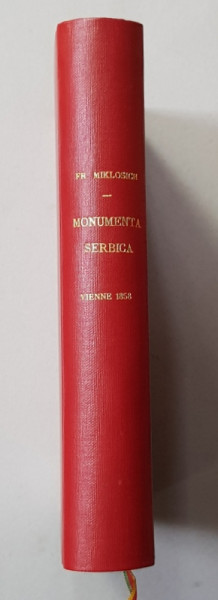 FR MIKLOSICH
—
MONUMENTA
SERBICA
VIENNE 1858